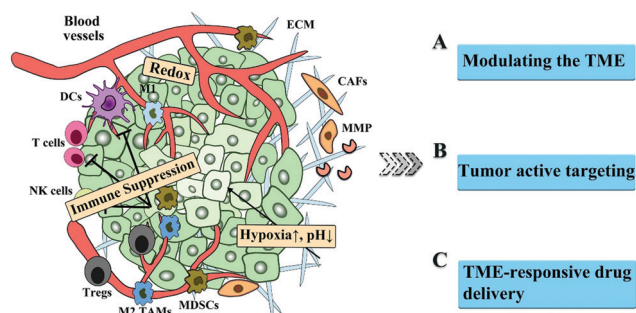 Blood
vessels
ECM
Redox
M1
DCs
CAFs
MMP
T cells
NK cells
Immune Suppression
Hypoxia↑, pH↓
Tregs
M2 TAMs
MDSCs
A
Modulating the TME
B
Tumor active targeting
C
TME-responsive drug
delivery